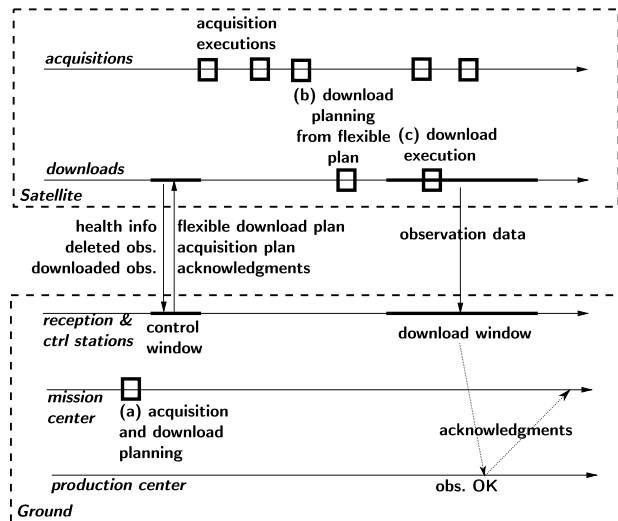 acquisition
executions
acquisitions
(b) download
planning
from flexible
plan
(c) download
execution
downloads
Satellite
health info
deleted obs.
downloaded obs.
flexible download plan
acquisition plan
acknowledgments
observation data
reception &
ctrl stations
control
window
download window
mission
center
(a) acquisition
and download
planning
acknowledgments
production center
obs. OK
Ground